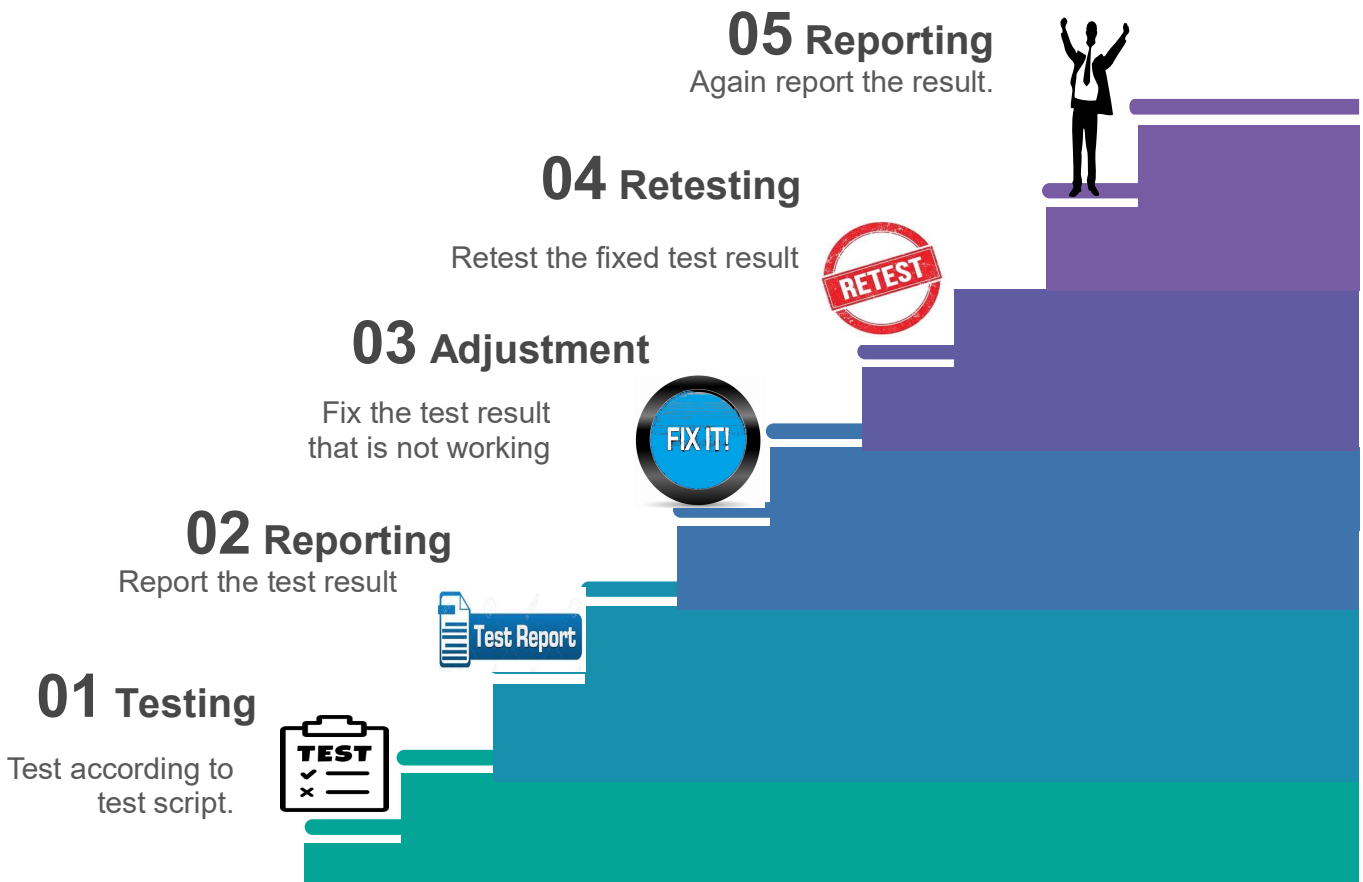 05 Reporting
Again report the result.
04 Retesting
Retest the fixed test result
RETEST
03 Adjustment
Fix the test result
that is not working
FIX IT!
02 Reporting
Report the test result
Test Report
01 Testing
Test according to
test script.
TEST